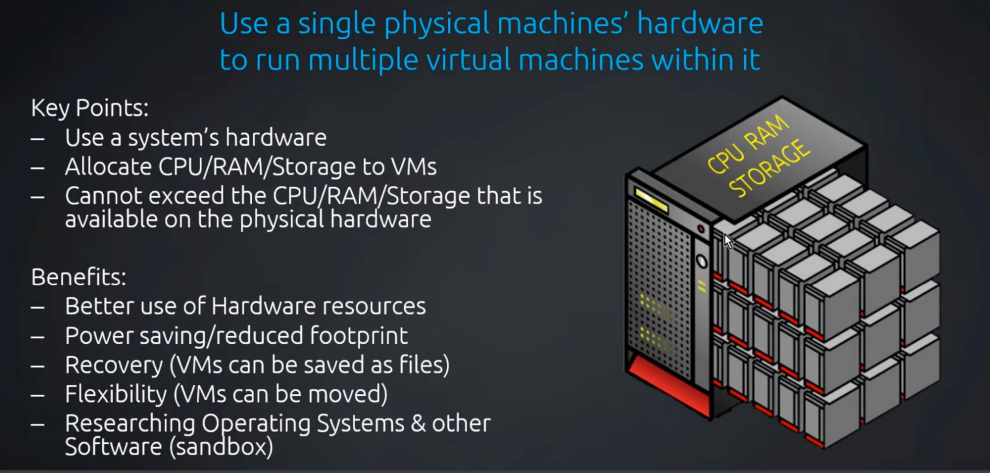 Use a single physical machines’ hardware
to run multiple virtual machines within it
Key Points:
– Use a system’s hardware
– Allocate CPU/RAM/Storage to VMs
– Cannot exceed the CPU/RAM/Storage that is
available on the physical hardware
Benefits:
– Better use of Hardware resources
– Power saving/reduced footprint
– Recovery (VMs can be saved as files)
– Flexibility (VMs can be moved)
– Researching Operating Systems & other
Software (sandbox)
CPU RAM
STORAGE